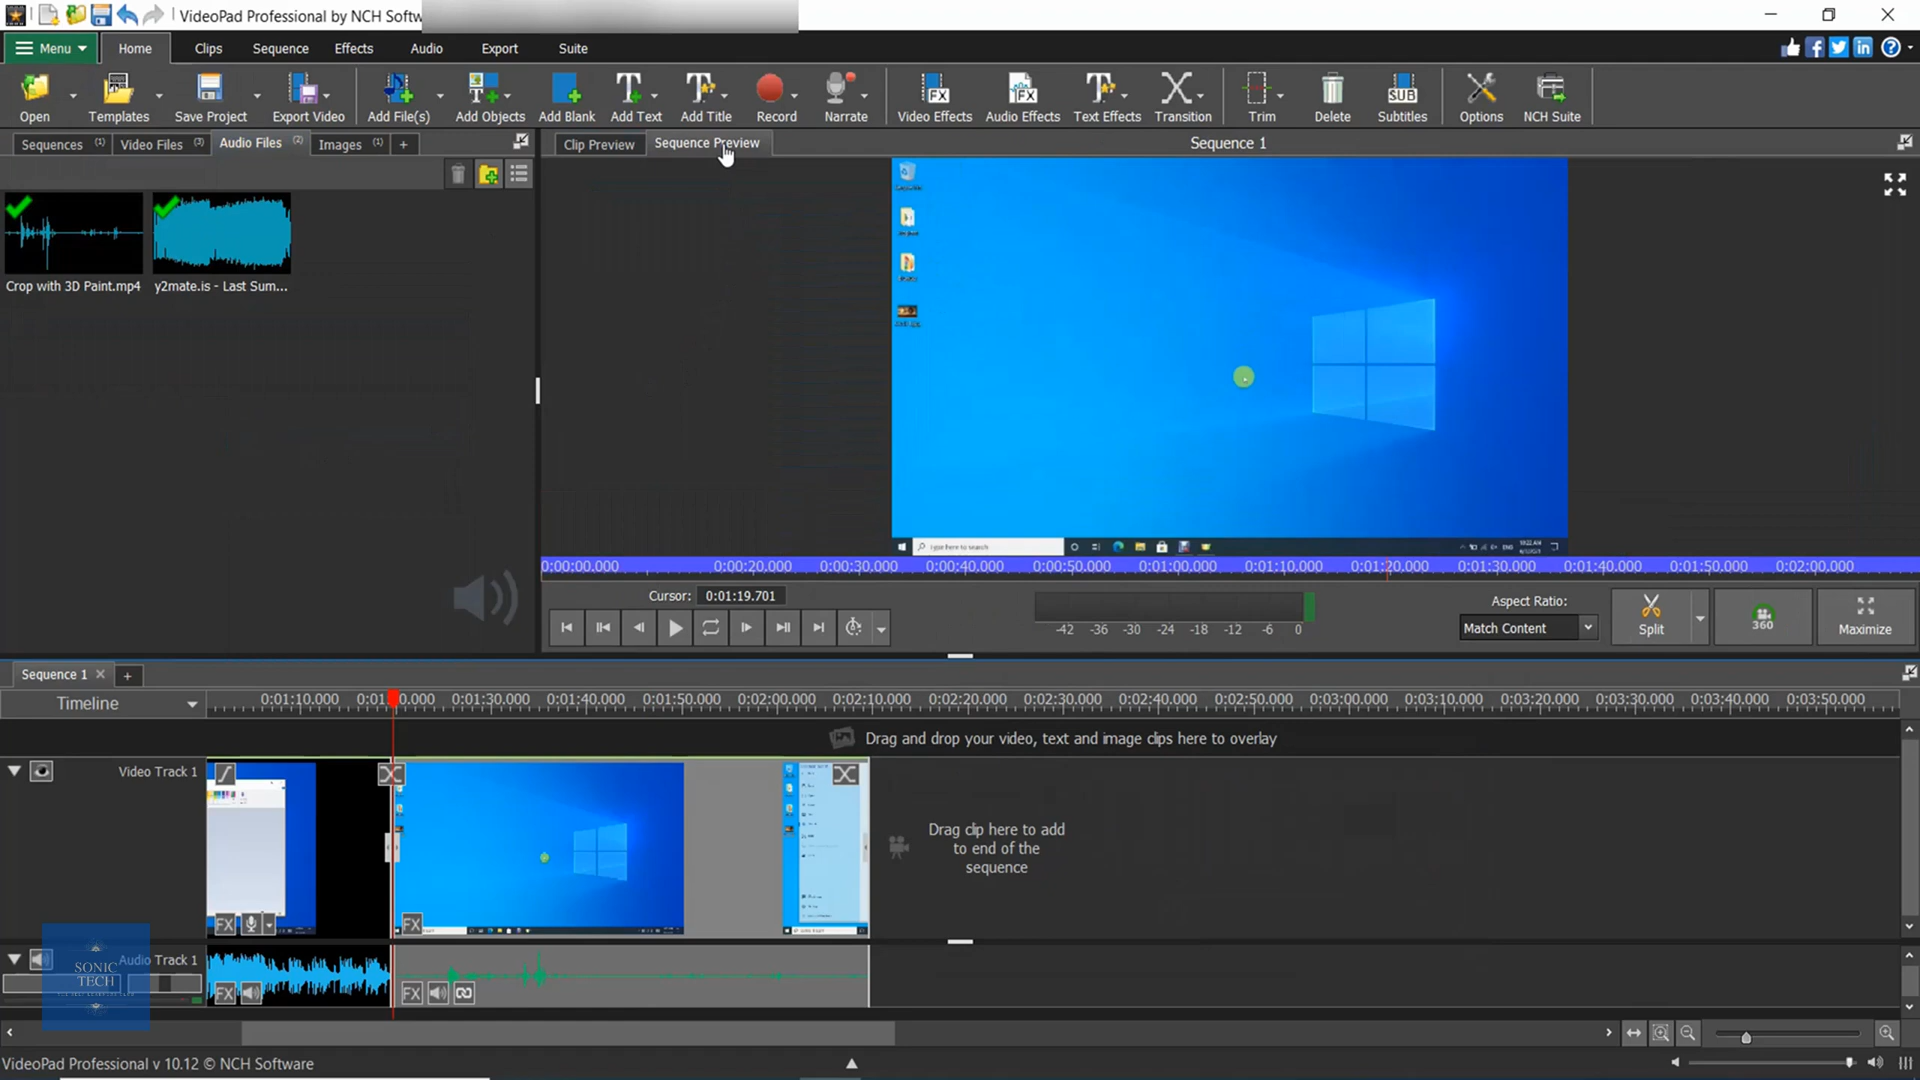 VideoPad Professional by NCH Softw
Menu Home Clips Sequence Effects Audio Export Suite
Open Templates Save Project Export Video Add File(s) Add Objects Add Blank Add Text Add Title Record Narrate Video Effects Audio Effects Text Effects Transition Trim Delete Subtitles Options NCH Suite
Sequences (1) Video Files (3) Audio Files (2) Images (1) +
Clip Preview Sequence Preview Sequence 1
Crop with 3D Paint.mp4 y2mate.is - Last Sum...
Type here to search
0:00:00.000 0:00:20.000 0:00:30.000 0:00:40.000 0:00:50.000 0:01:00.000 0:01:10.000 0:01:20.000 0:01:30.000 0:01:40.000 0:01:50.000 0:02:00.000
Cursor: 0:01:19.701
Aspect Ratio:
Match Content
-42 -36 -30 -24 -18 -12 -6 0
Split 360 Maximize
Sequence 1 × +
Timeline
0:01:10.000 0:01: 0.000 0:01:30.000 0:01:40.000 0:01:50.000 0:02:00.000 0:02:10.000 0:02:20.000 0:02:30.000 0:02:40.000 0:02:50.000 0:03:00.000 0:03:10.000 0:03:20.000 0:03:30.000 0:03:40.000 0:03:50.000
Drag and drop your video, text and image clips here to overlay
Video Track 1
Drag clip here to add
to end of the
sequence
FX FX
Audio Track 1
SONIC
TECH
FX FX
VideoPad Professional v 10.12 © NCH Software